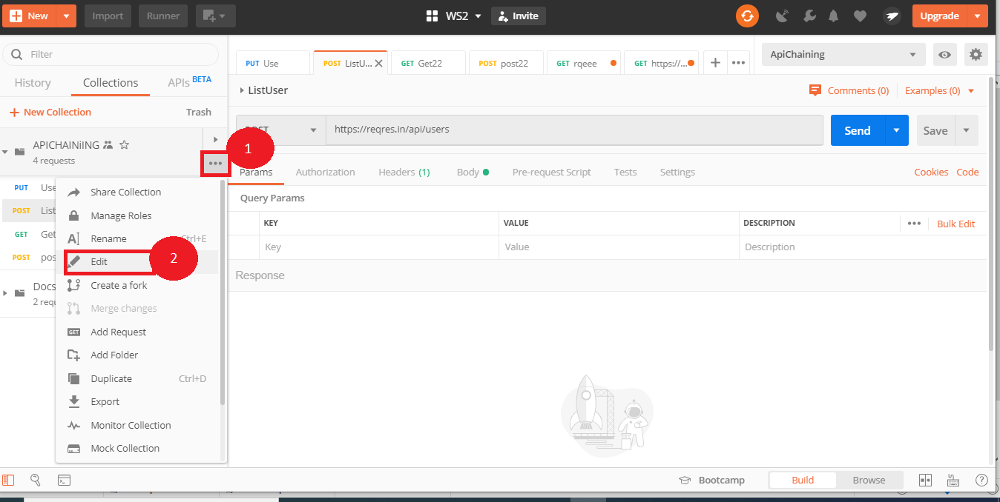 New Import Runner WS2 Invite Upgrade
Filter
History Collections APIs BETA
PUT Use POST ListU... GET Get22 POST post22 GET rqeee GET https://... ApiChaining
ListUser Comments (0) Examples (0)
New Collection Trash
APICHAINiING
4 requests
POST https://reqres.in/api/users Send Save
1
Params Authorization Headers (1) Body Pre-request Script Tests Settings Cookies Code
PUT Use
POST List
GET Get
POST pos
Docs
2 requ
Share Collection
Manage Roles
Rename Ctrl+E
Edit
2
Create a fork
Merge changes
GET Add Request
Add Folder
Duplicate Ctrl+D
Export
Monitor Collection
Mock Collection
Query Params
KEY VALUE DESCRIPTION Bulk Edit
Key Value Description
Response
Bootcamp Build Browse